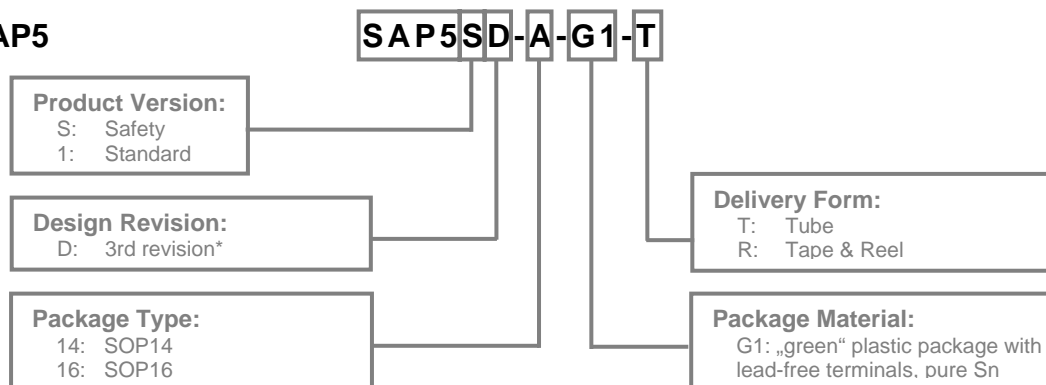 AP5
SAP5SD-A-G1-T
Product Version:
S: Safety
1: Standard
Design Revision:
D: 3rd revision*
Package Type:
14: SOP14
16: SOP16
Delivery Form:
T: Tube
R: Tape & Reel
Package Material:
G1: „green“ plastic package with
lead-free terminals, pure Sn